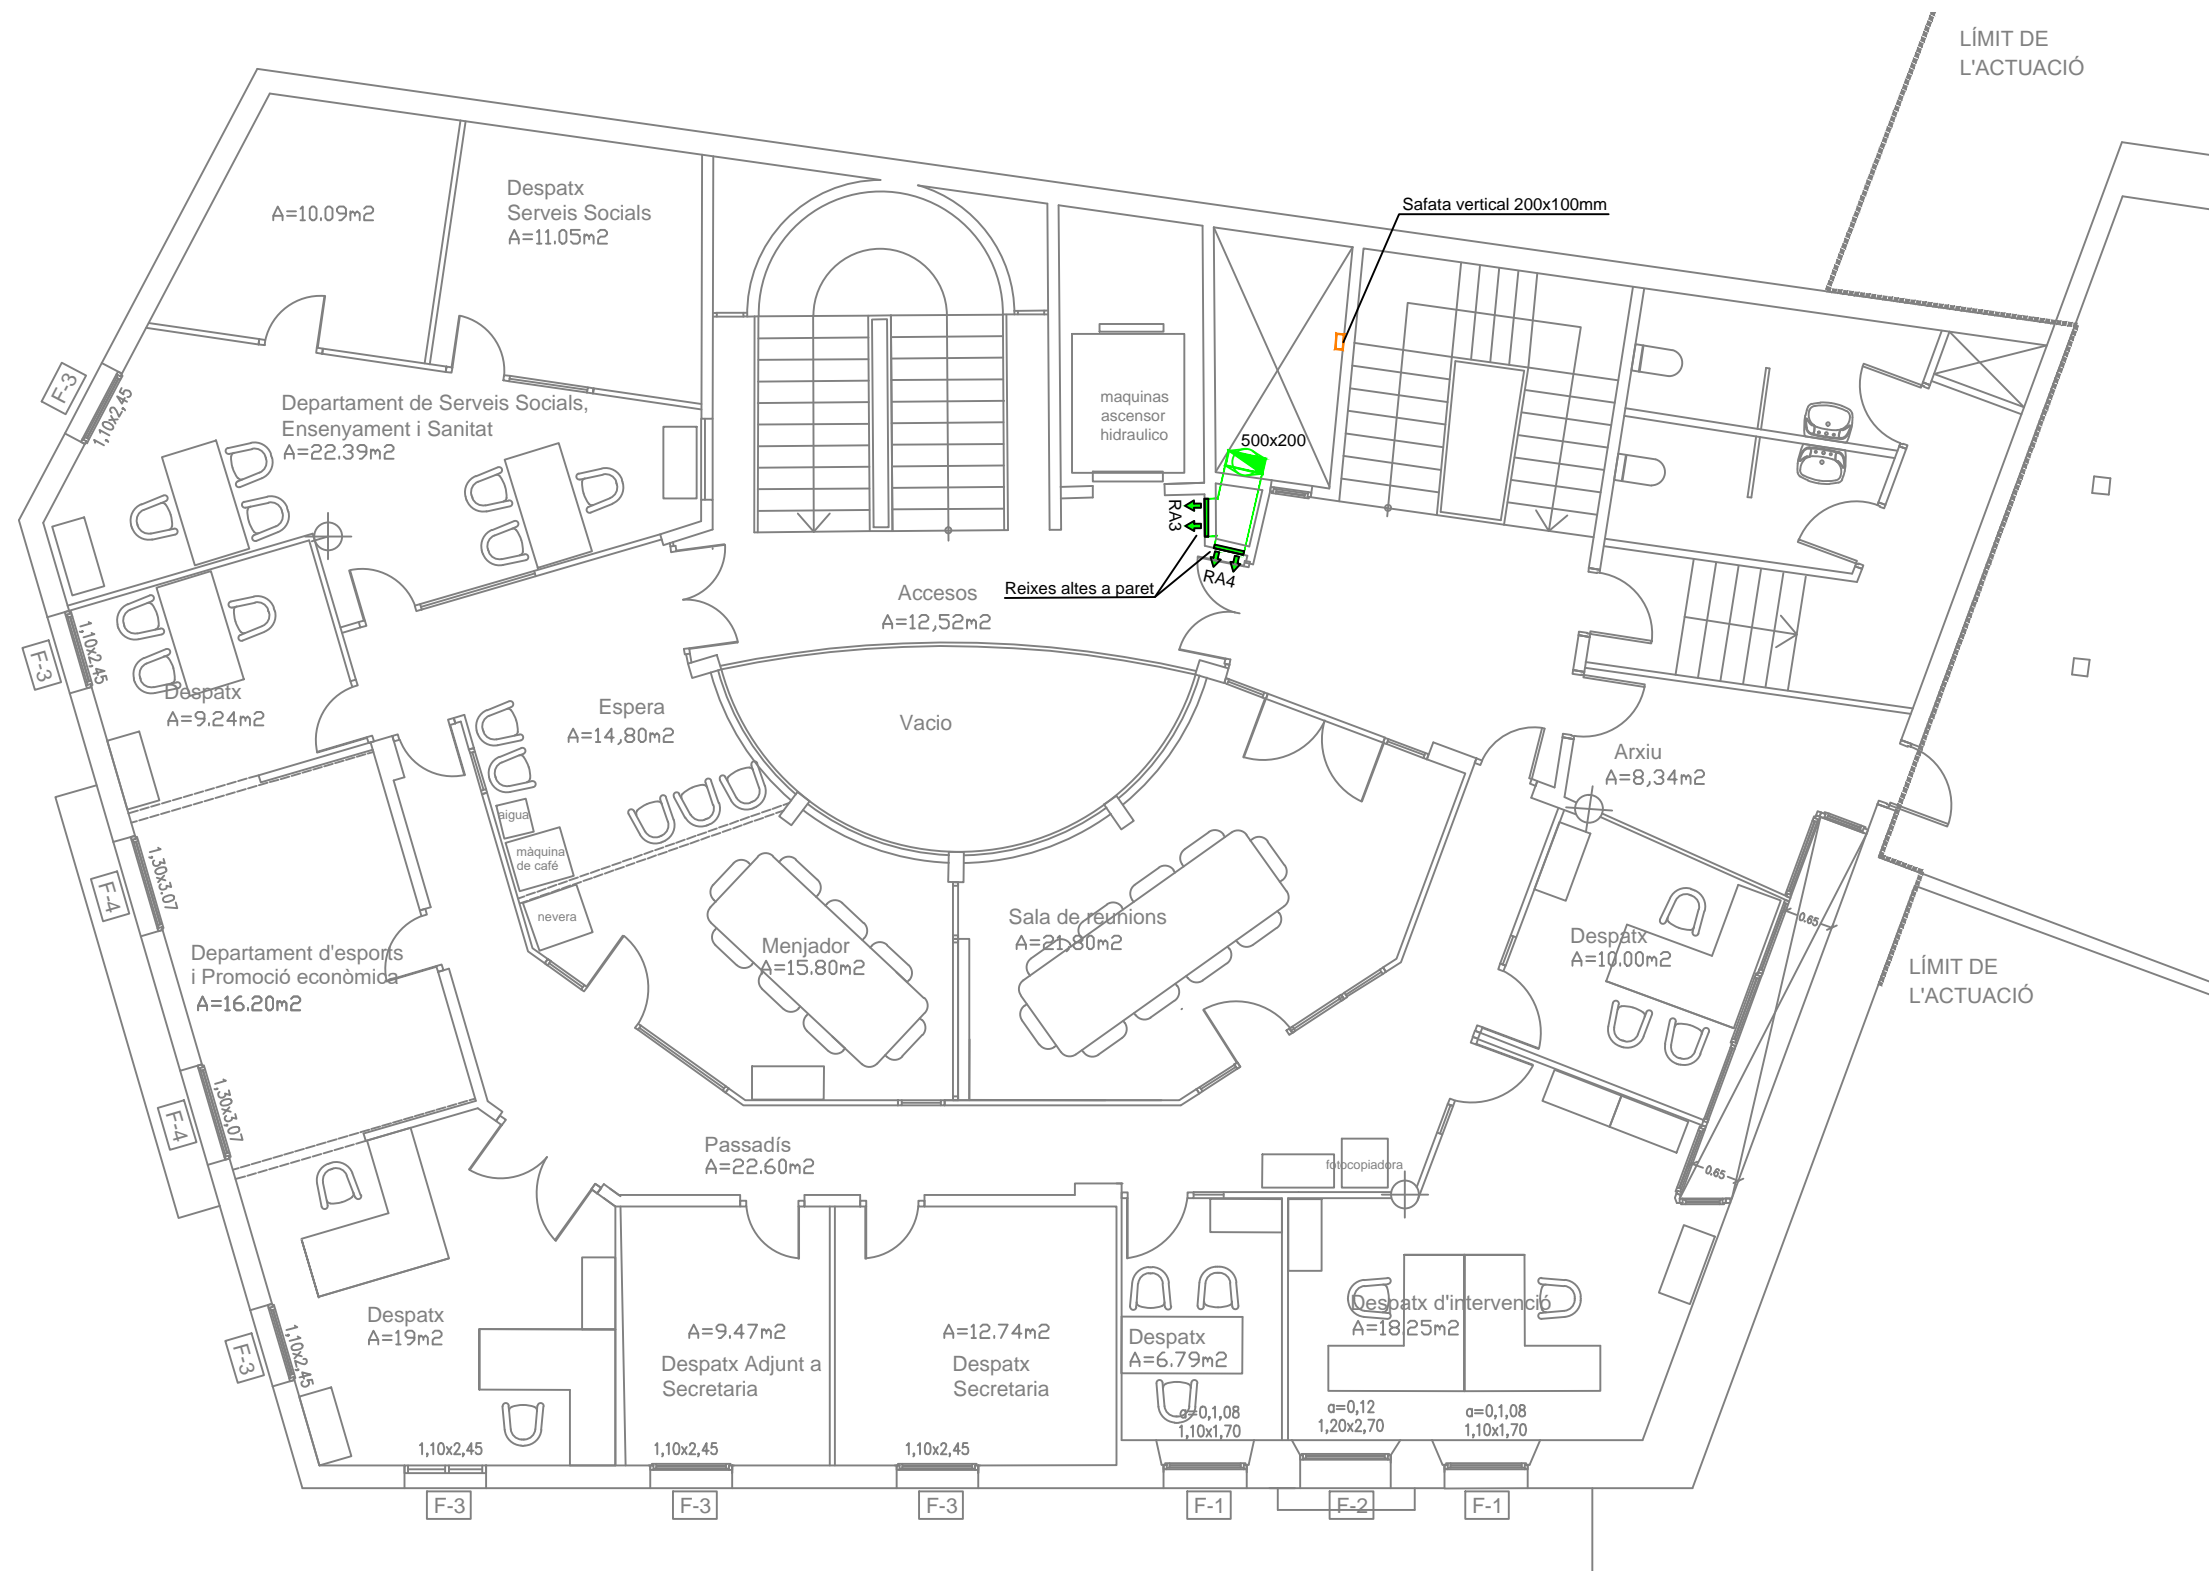 LÍMIT DE
L'ACTUACIÓ
Safata vertical 200x100mm
A=10.09m2
Despatx
Serveis Socials
A=11.05m2
F-3
1,10x2,45
Departament de Serveis Socials,
Ensenyament i Sanitat
A=22.39m2
maquinas
ascensor
hidraulico
500x200
RA3
RA4
Reixes altes a paret
Accesos
A=12,52m2
F-3
1,10x2,45
Despatx
A=9.24m2
Espera
A=14,80m2
Vacio
Arxiu
A=8,34m2
aigua
màquina
de café
nevera
F-4
1,30x3.07
Departament d'esports
i Promoció econòmica
A=16.20m2
Menjador
A=15.80m2
Sala de reunions
A=21,80m2
Despatx
A=10.00m2
0.65
LÍMIT DE
L'ACTUACIÓ
F-4
1,30x3,07
Passadís
A=22.60m2
fotocopiadora
0.65
F-3
1,10x2,45
Despatx
A=19m2
A=9.47m2
Despatx Adjunt a
Secretaria
A=12.74m2
Despatx
Secretaria
Despatx
A=6.79m2
Despatx d'intervenció
A=18.25m2
a=0,1,08
1,10x1,70
a=0,12
1,20x2,70
a=0,1,08
1,10x1,70
1,10x2,45
1,10x2,45
1,10x2,45
F-3
F-3
F-3
F-1
F-2
F-1